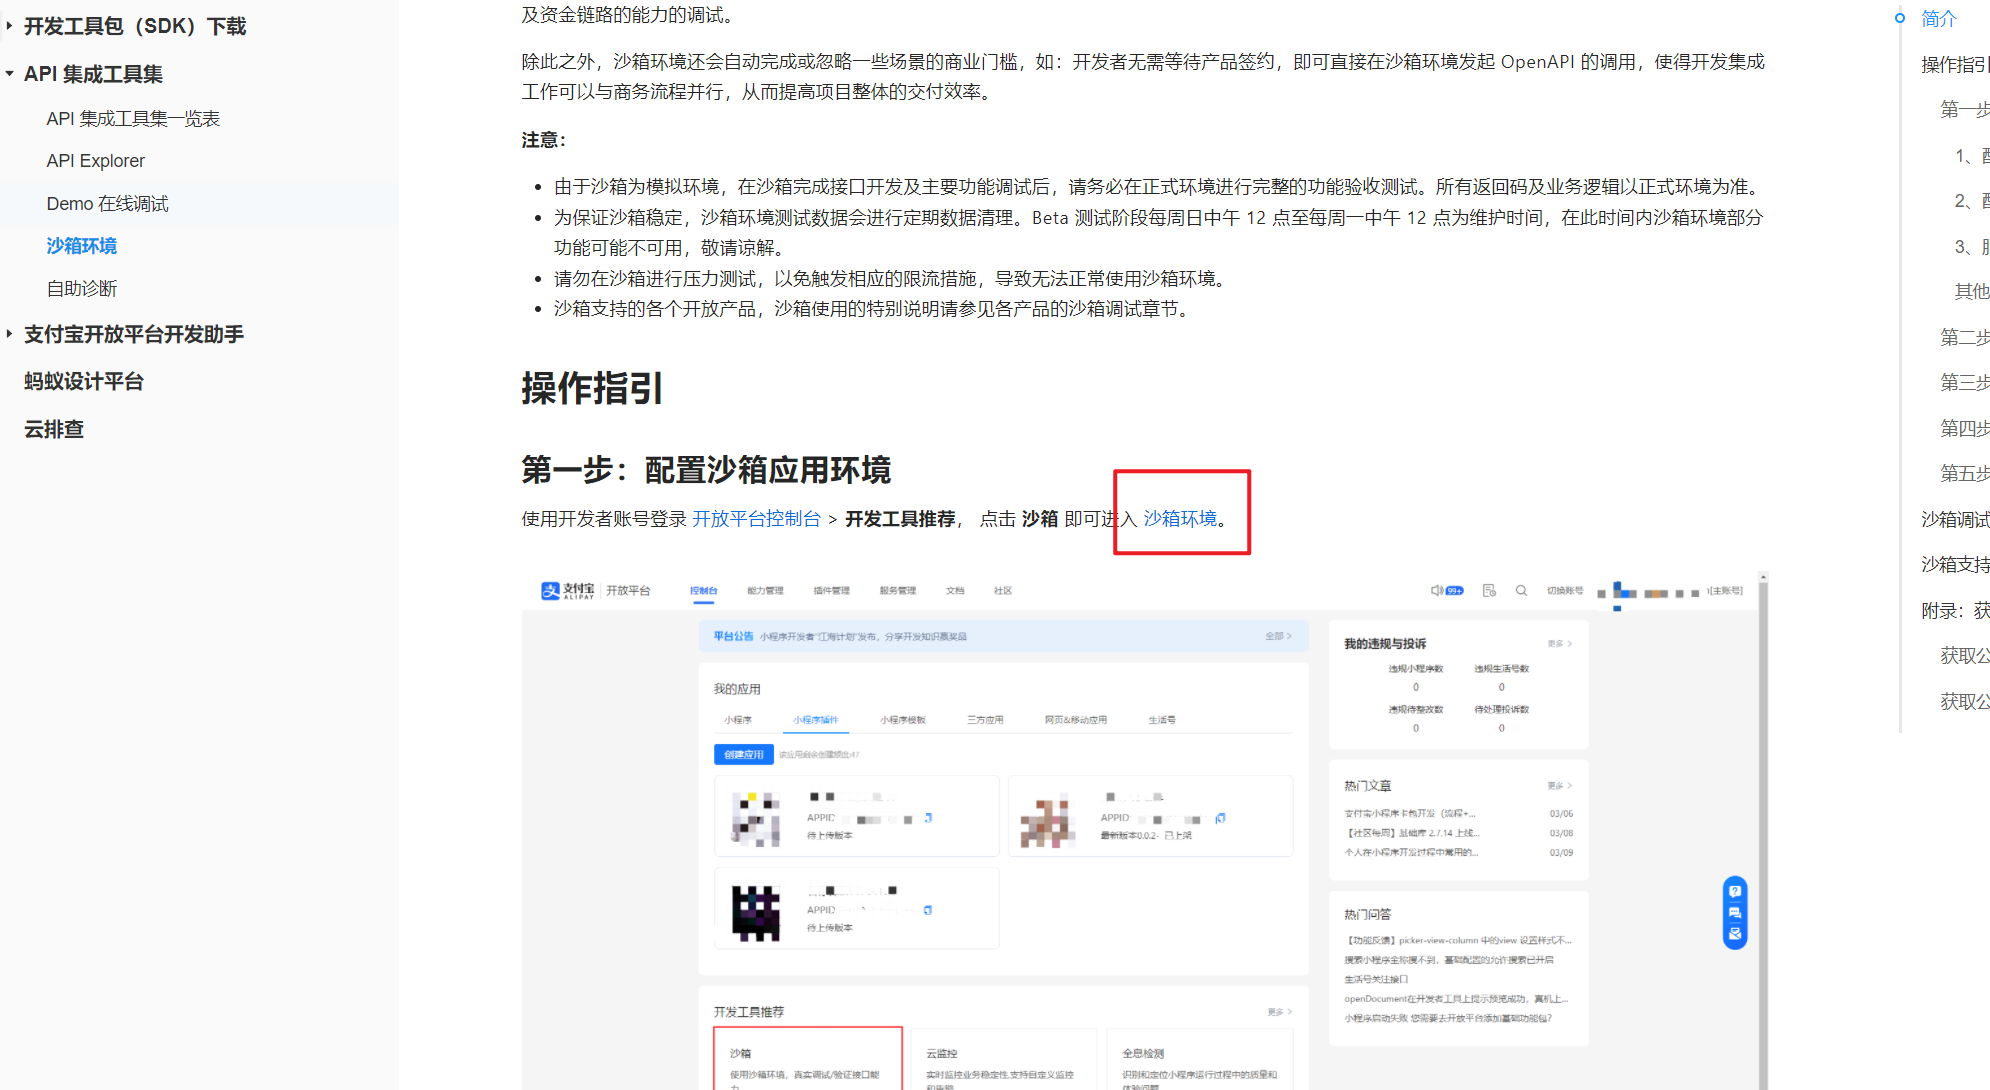 开发工具包（SDK）下载
API 集成工具集
API 集成工具集一览表
API Explorer
Demo 在线调试
沙箱环境
自助诊断
支付宝开放平台开发助手
蚂蚁设计平台
云排查
及资金链路的能力的调试。
除此之外，沙箱环境还会自动完成或忽略一些场景的商业门槛，如：开发者无需等待产品签约，即可直接在沙箱环境发起 OpenAPI 的调用，使得开发集成
工作可以与商务流程并行，从而提高项目整体的交付效率。
注意：
由于沙箱为模拟环境，在沙箱完成接口开发及主要功能调试后，请务必在正式环境进行完整的功能验收测试。所有返回码及业务逻辑以正式环境为准。
为保证沙箱稳定，沙箱环境测试数据会进行定期数据清理。Beta 测试阶段每周日中午 12 点至每周一中午 12 点为维护时间，在此时间内沙箱环境部分
功能可能不可用，敬请谅解。
请勿在沙箱进行压力测试，以免触发相应的限流措施，导致无法正常使用沙箱环境。
沙箱支持的各个开放产品，沙箱使用的特别说明请参见各产品的沙箱调试章节。
操作指引
第一步：配置沙箱应用环境
使用开发者账号登录 开放平台控制台 > 开发工具推荐， 点击 沙箱 即可进入 沙箱环境。
支付宝 ALIPAY 开放平台 控制台 能力管理 插件管理 服务管理 文档 社区 99+ 切换账号 [主账号]
平台公告 小程序开发者“江海计划”发布，分享开发知识赢奖品 全部 >
我的应用
小程序 小程序插件 小程序模板 三方应用 网页&移动应用 生活号
创建应用 该应用剩余创建额度:47
APPID:
待上传版本
APPID:
最新版本0.0.2- 已上架
APPID:
待上传版本
开发工具推荐 更多 >
沙箱
使用沙箱环境，真实调试/验证接口能
力
云监控
实时监控业务稳定性,支持自定义监控
和告警
全息检测
识别和定位小程序运行过程中的质量和
体验问题
我的违规与投诉 更多 >
违规小程序数 违规生活号数
0 0
违规待整改数 待处理投诉数
0 0
热门文章 更多 >
支付宝小程序卡包开发（流程+... 03/06
【社区每周】基础库 2.7.14 上线... 03/08
个人在小程序开发过程中常用的... 03/09
热门问答
【功能反馈】picker-view-column 中的view 设置样式不...
搜索小程序全称搜不到，基础配置的允许搜索已开启
生活号关注接口
openDocument在开发者工具上提示预览成功，真机上...
小程序启动失败 您需要去开放平台添加基础功能包?
简介
操作指引
第一步
1、
2、
3、
其他
第二步
第三步
第四步
第五步
沙箱调试
沙箱支持
附录：获
获取公
获取公